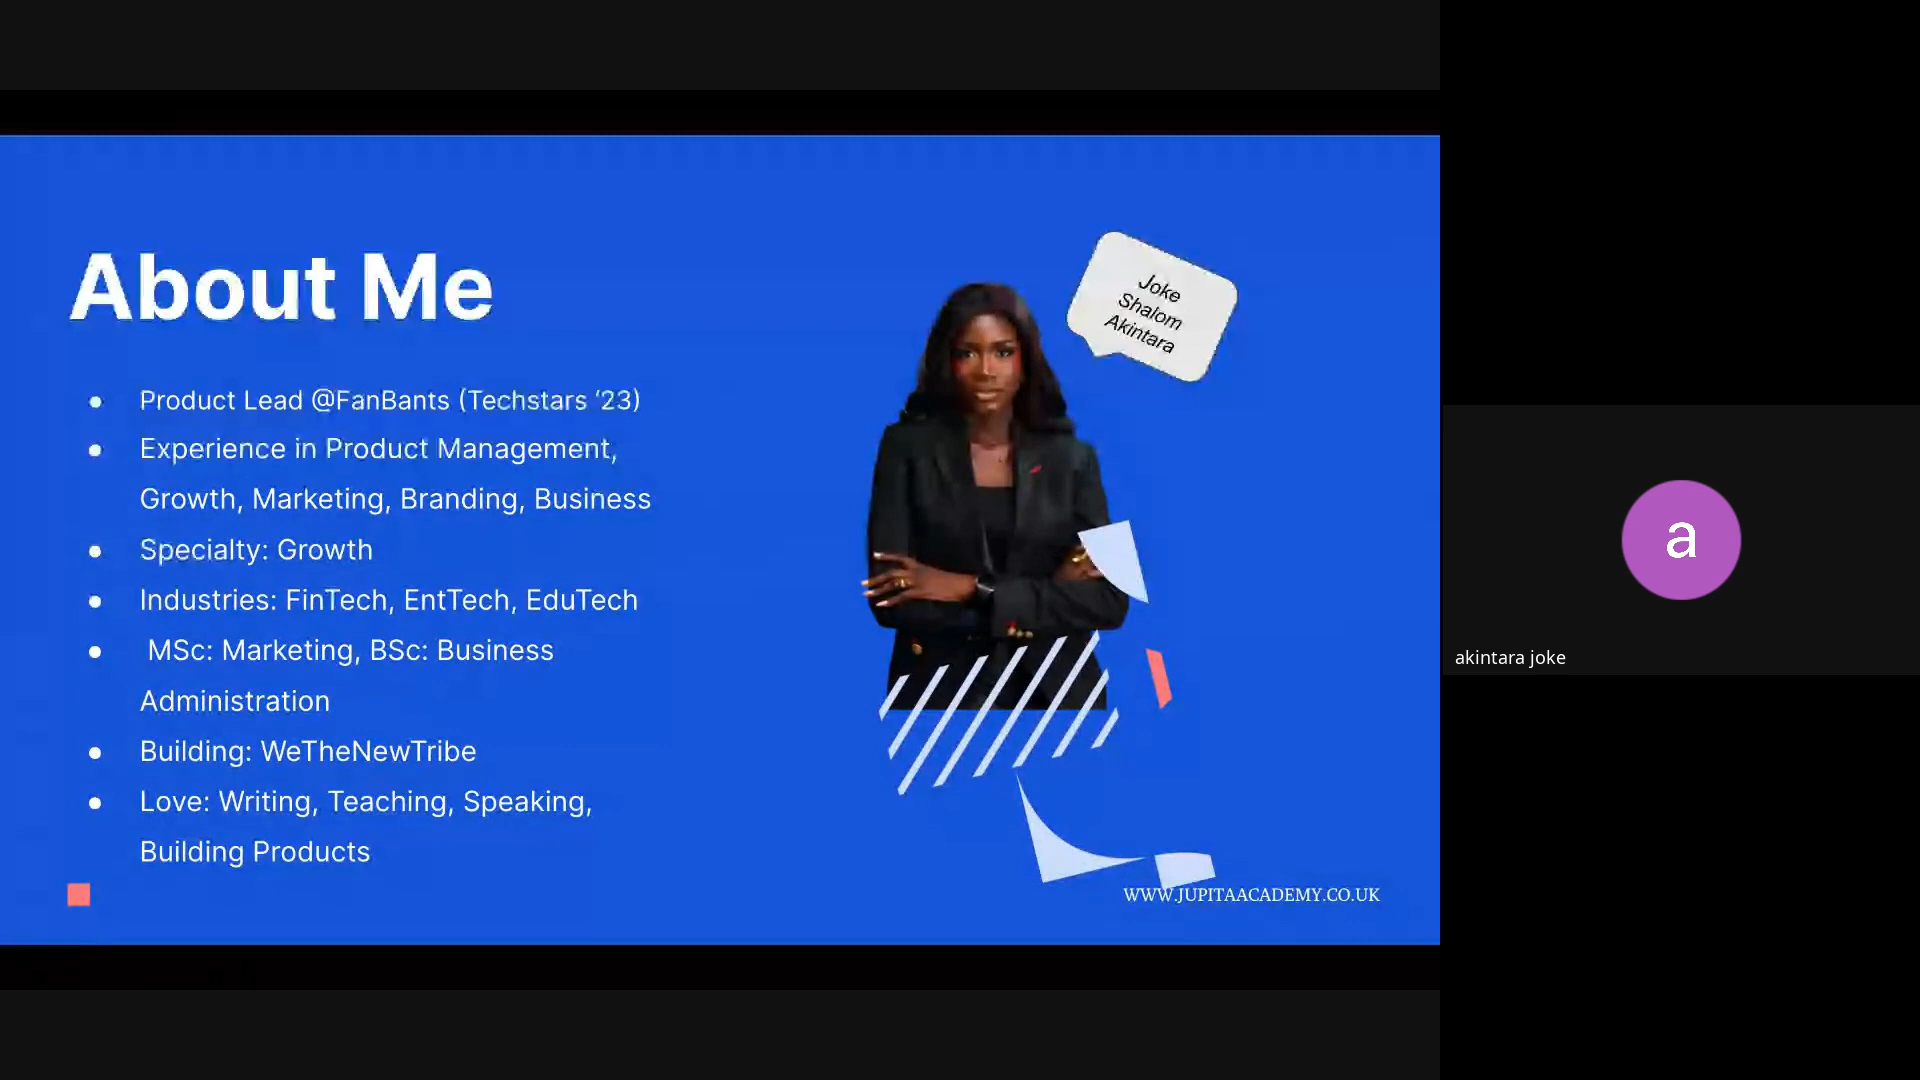 About Me
Product Lead @FanBants (Techstars ‘23)
Experience in Product Management,
Growth, Marketing, Branding, Business
Specialty: Growth
Industries: FinTech, EntTech, EduTech
MSc: Marketing, BSc: Business
Administration
Building: WeTheNewTribe
Love: Writing, Teaching, Speaking,
Building Products
Joke
Shalom
Akintara
WWW.JUPITAACADEMY.CO.UK
a
akintara joke